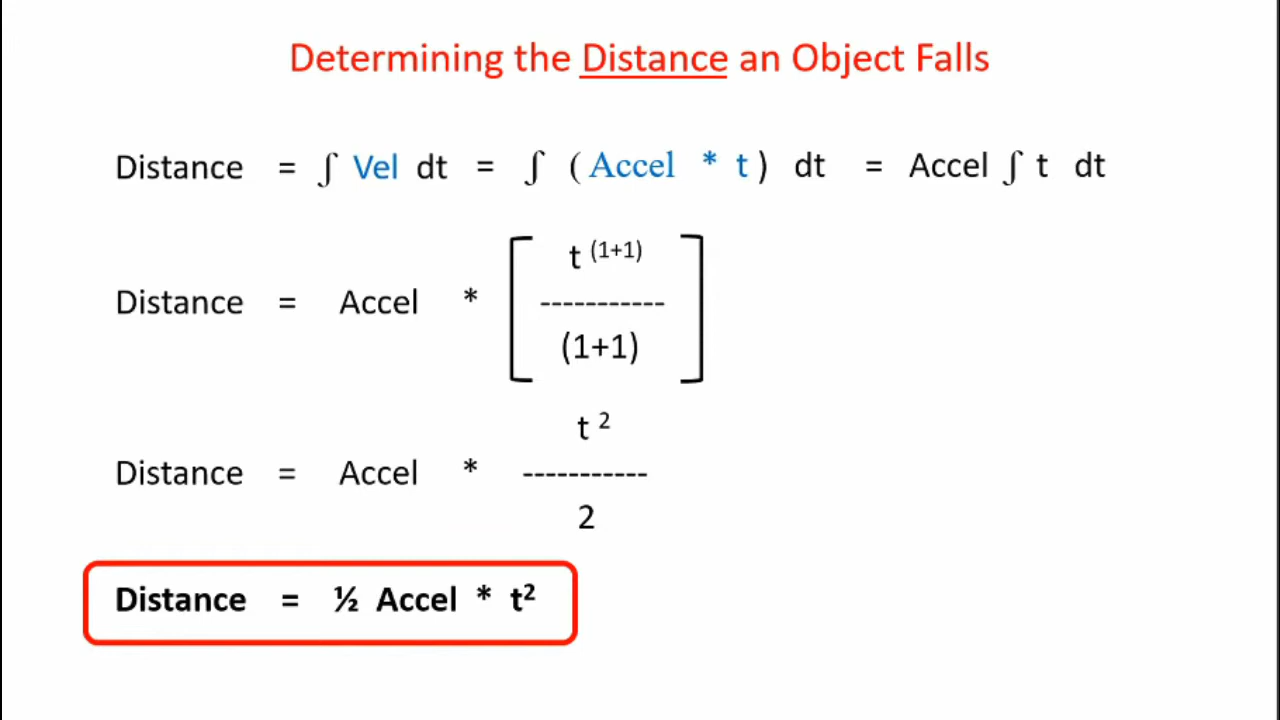 Determining the Distance an Object Falls
Distance = ∫ Vel dt = ∫ ( Accel * t ) dt = Accel ∫ t dt
t (1+1)
Distance = Accel * [ ----------- ]
(1+1)
t 2
Distance = Accel * -----------
2
Distance = ½ Accel * t²